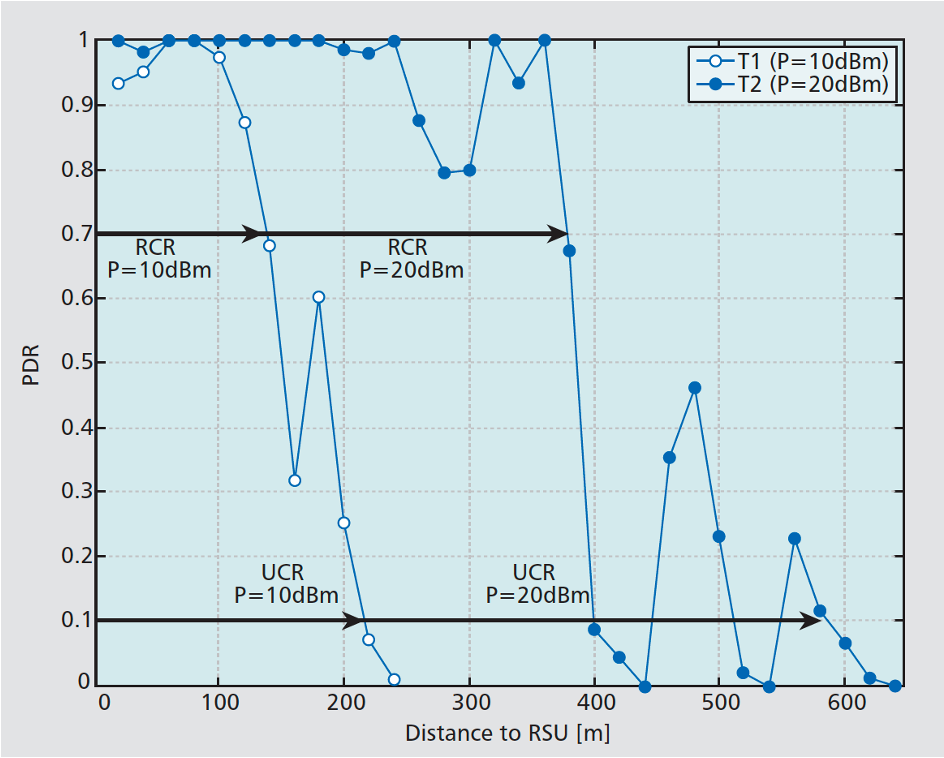 1
0.9
0.8
0.7
0.6
0.5
0.4
0.3
0.2
0.1
0
PDR
T1 (P=10dBm)
T2 (P=20dBm)
RCR
P=10dBm
RCR
P=20dBm
UCR
P=10dBm
UCR
P=20dBm
0 100 200 300 400 500 600
Distance to RSU [m]